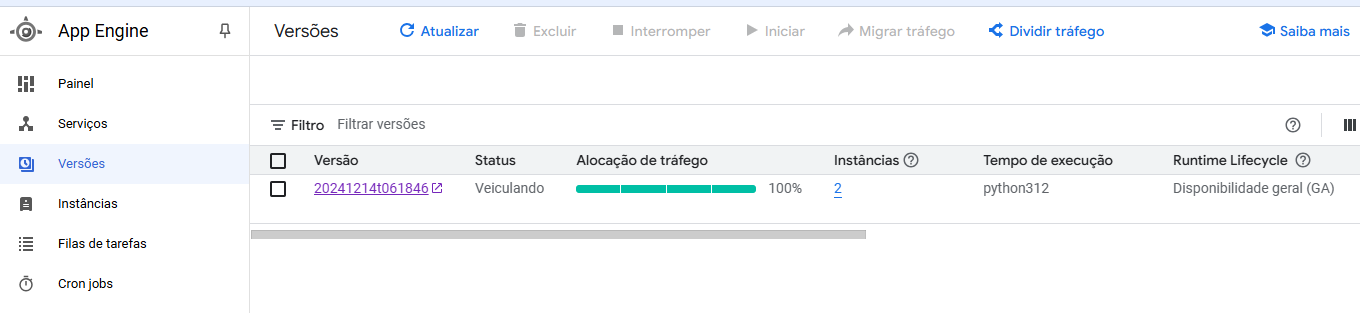 App Engine
Versões Atualizar Excluir Interromper Iniciar Migrar tráfego Dividir tráfego Saiba mais
Painel
Serviços
Versões
Instâncias
Filas de tarefas
Cron jobs
Filtro Filtrar versões
Versão Status Alocação de tráfego Instâncias Tempo de execução Runtime Lifecycle
20241214t061846 Veiculando 100% 2 python312 Disponibilidade geral (GA)